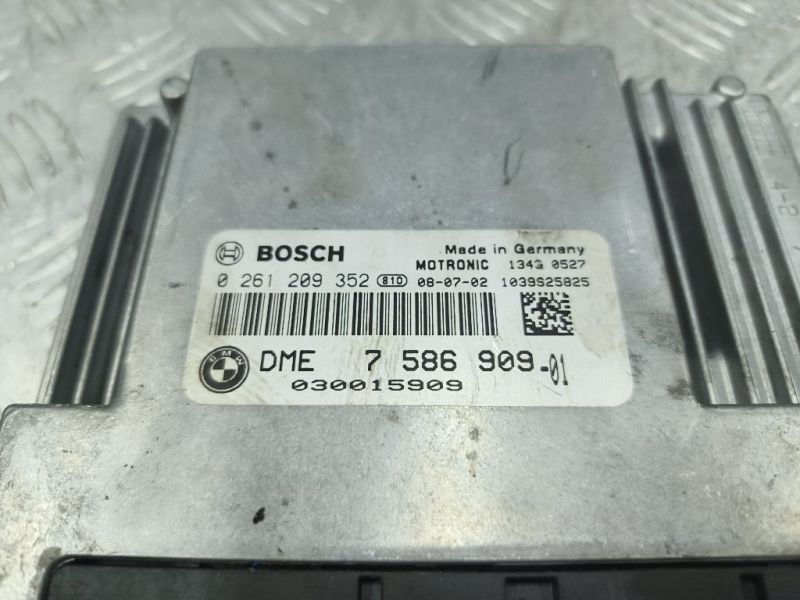 BOSCH Made in Germany
MOTRONIC 1343 0527
0 261 209 352 810 08-07-02 1039S25825
BMW DME 7 586 909-01
030015909
4-2